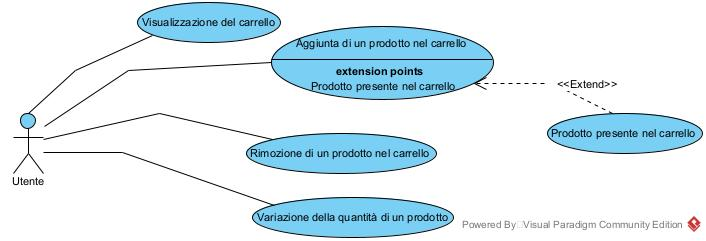 Visualizzazione del carrello
Aggiunta di un prodotto nel carrello
extension points
Prodotto presente nel carrello
<<Extend>>
Prodotto presente nel carrello
Rimozione di un prodotto nel carrello
Utente
Variazione della quantità di un prodotto
Powered By Visual Paradigm Community Edition